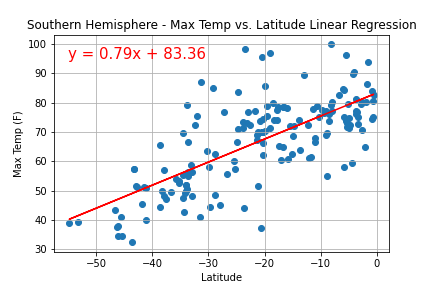 Southern Hemisphere - Max Temp vs. Latitude Linear Regression
y = 0.79x + 83.36
Max Temp (F)
100
90
80
70
60
50
40
30
−50 −40 −30 −20 −10 0
Latitude